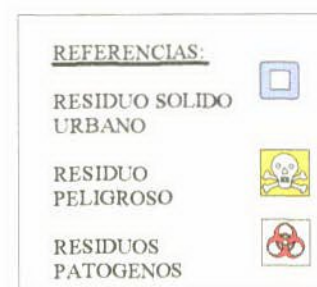 REFERENCIAS:
RESIDUO SOLIDO
URBANO
RESIDUO
PELIGROSO
RESIDUOS
PATOGENOS